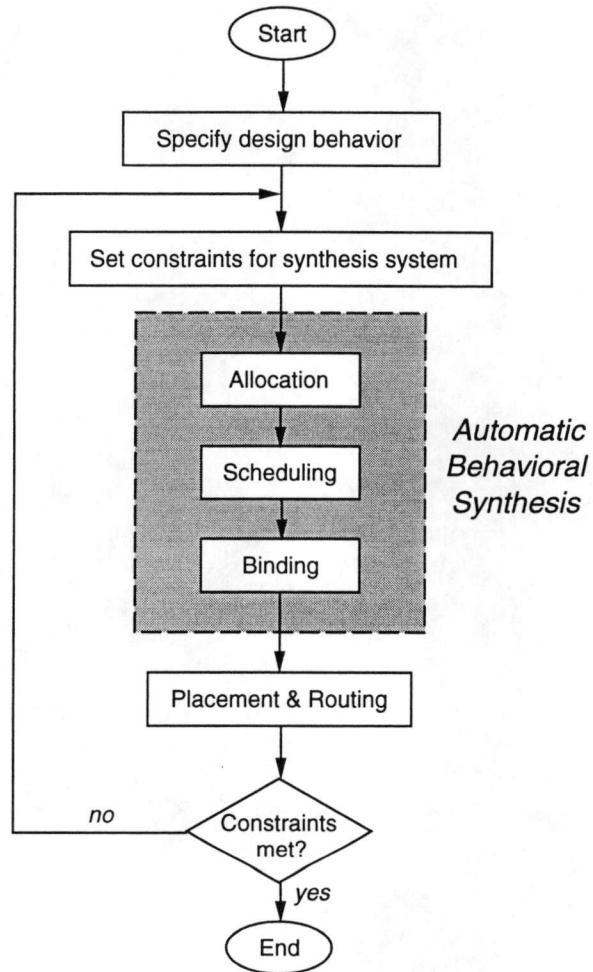 Start
Specify design behavior
Set constraints for synthesis system
Allocation
Scheduling
Binding
Automatic
Behavioral
Synthesis
Placement & Routing
Constraints
met?
no
yes
End